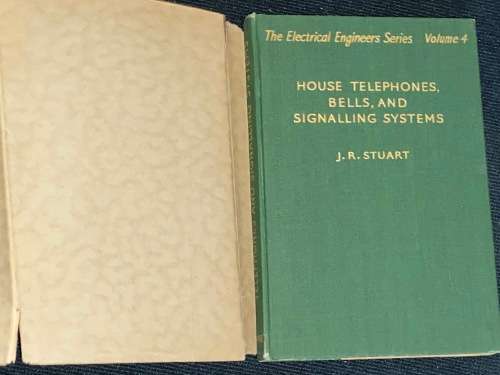 The Electrical Engineers Series Volume 4
HOUSE TELEPHONES,
BELLS, AND
SIGNALLING SYSTEMS
J. R. STUART